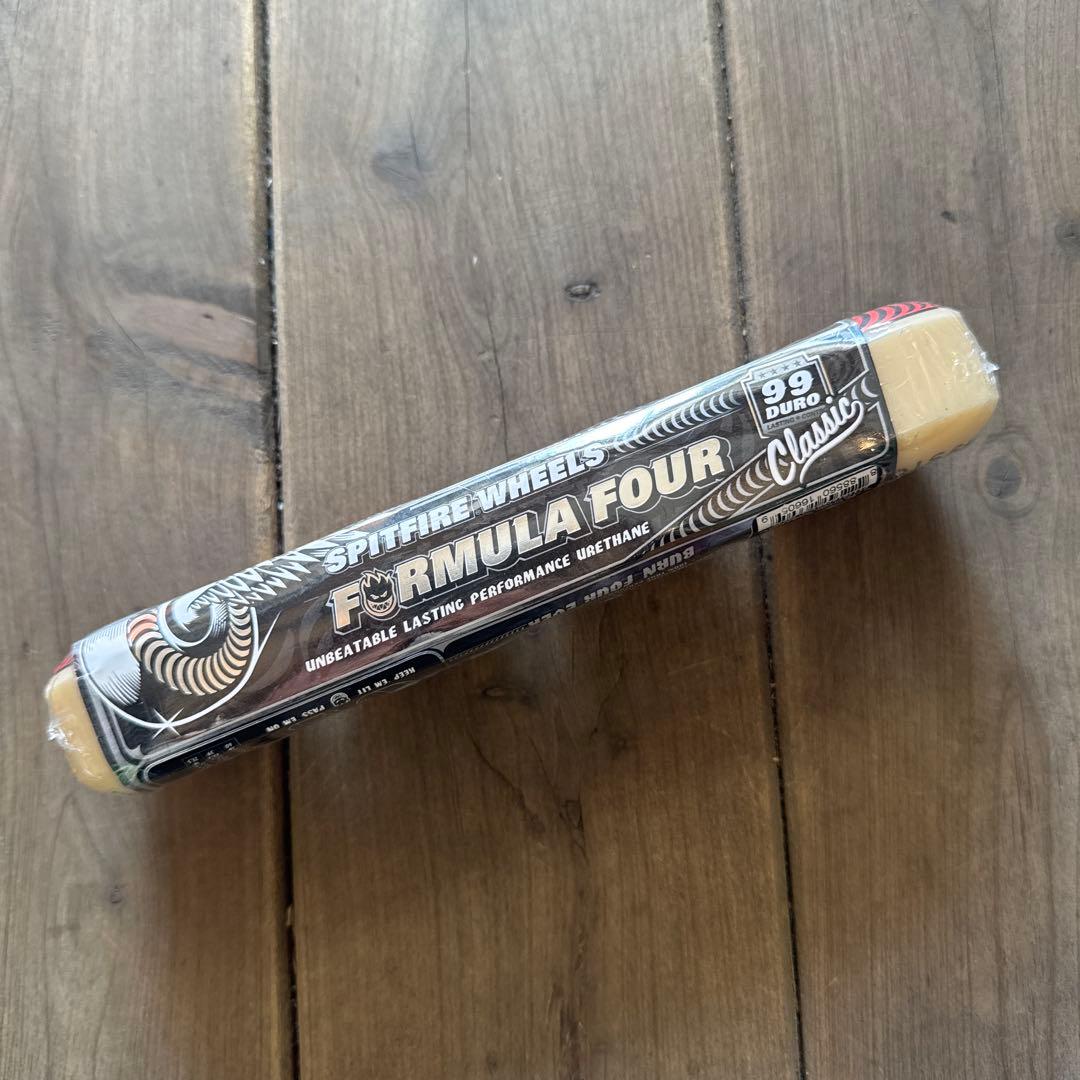 SPITFIRE WHEELS
FORMULA FOUR
UNBEATABLE LASTING PERFORMANCE URETHANE
99
DURO
Classic
BURN FOUR EVER
KEEP 'EM LIT PASS 'EM ON